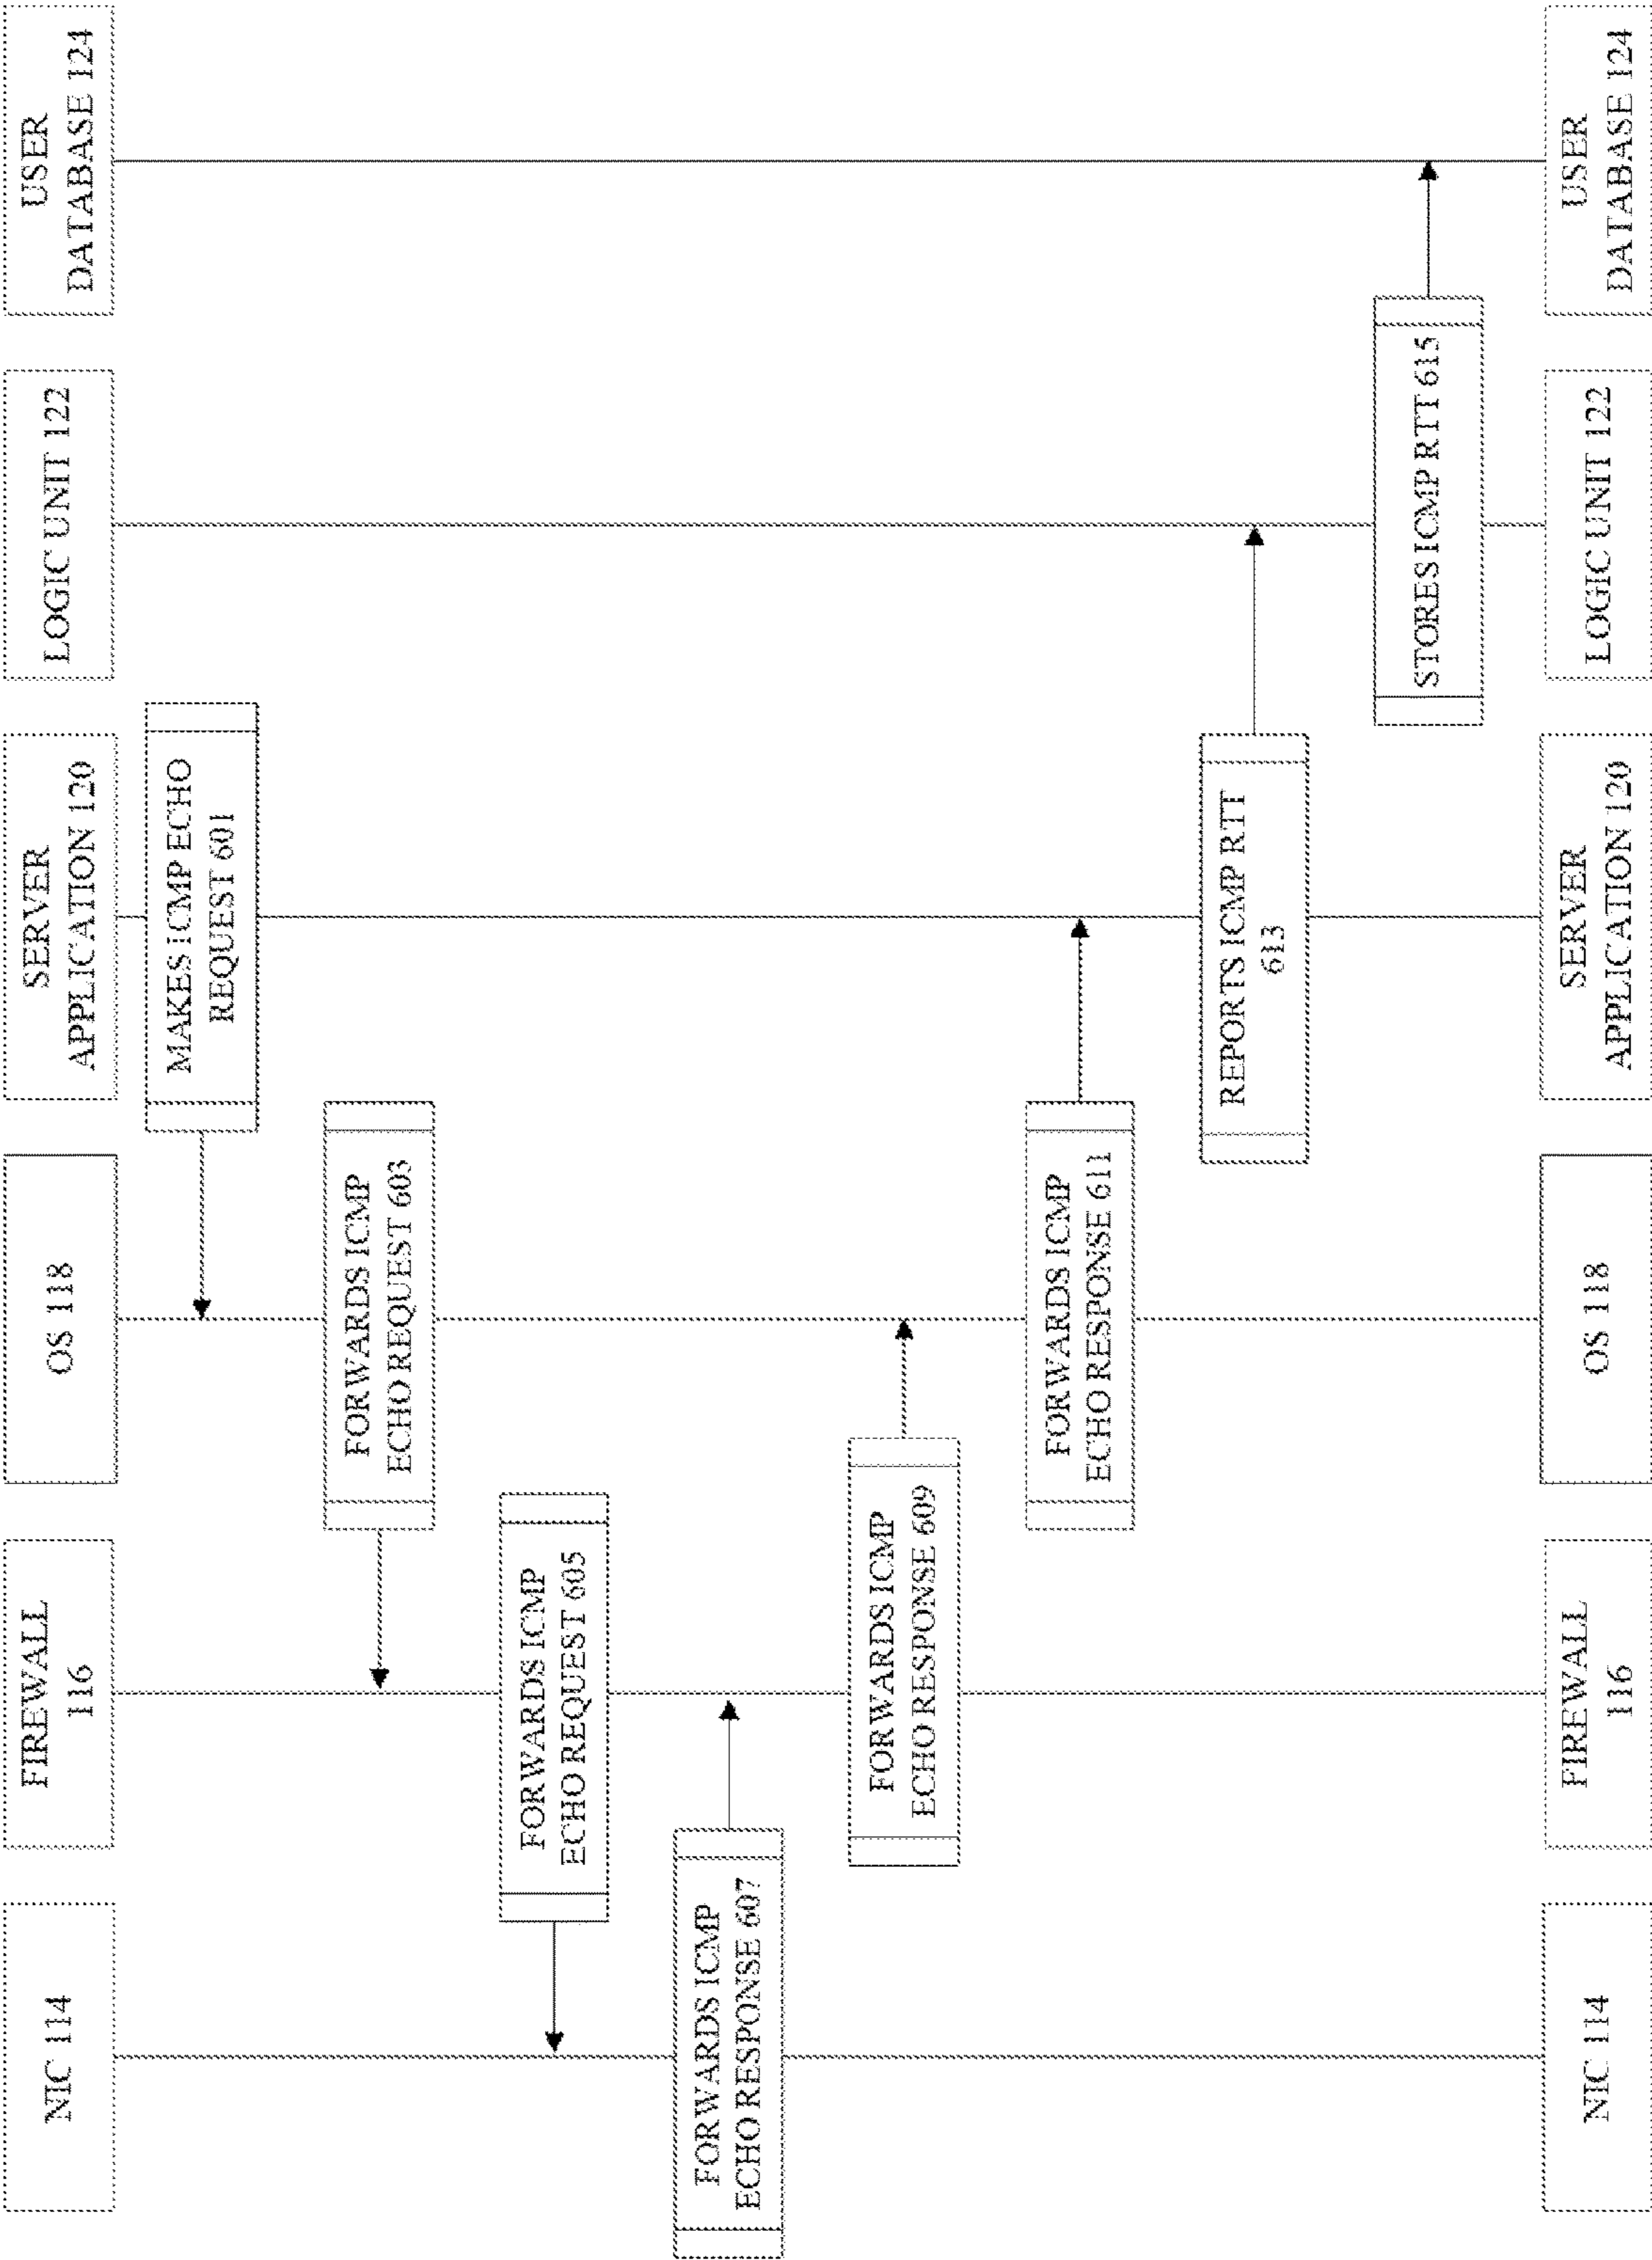 NIC 114
FIREWALL
116
OS 118
SERVER
APPLICATION 120
LOGIC UNIT 122
USER
DATABASE 124
MAKES ICMP ECHO
REQUEST 601
FORWARDS ICMP
ECHO REQUEST 603
FORWARDS ICMP
ECHO REQUEST 605
FORWARDS ICMP
ECHO RESPONSE 607
FORWARDS ICMP
ECHO RESPONSE 609
FORWARDS ICMP
ECHO RESPONSE 611
REPORTS ICMP RTT
613
STORES ICMP RTT 615
NIC 114
FIREWALL
116
OS 118
SERVER
APPLICATION 120
LOGIC UNIT 122
USER
DATABASE 124